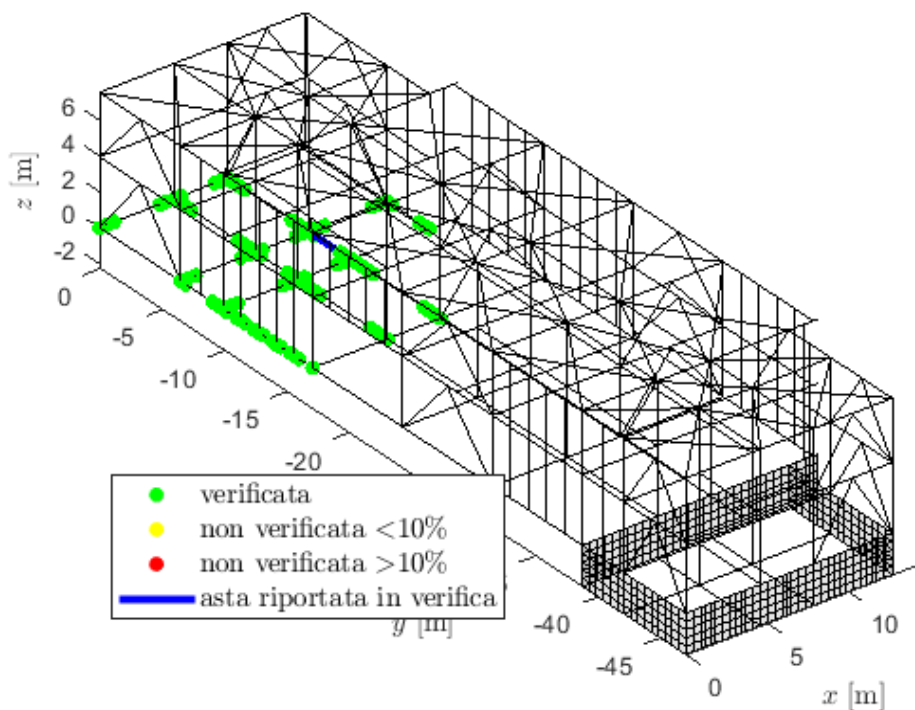 6
4
2
0
-2
z [m]
0
-5
-10
-15
-20
-40
-45
y [m]
0
5
10
x [m]
verificata
non verificata <10%
non verificata >10%
asta riportata in verifica